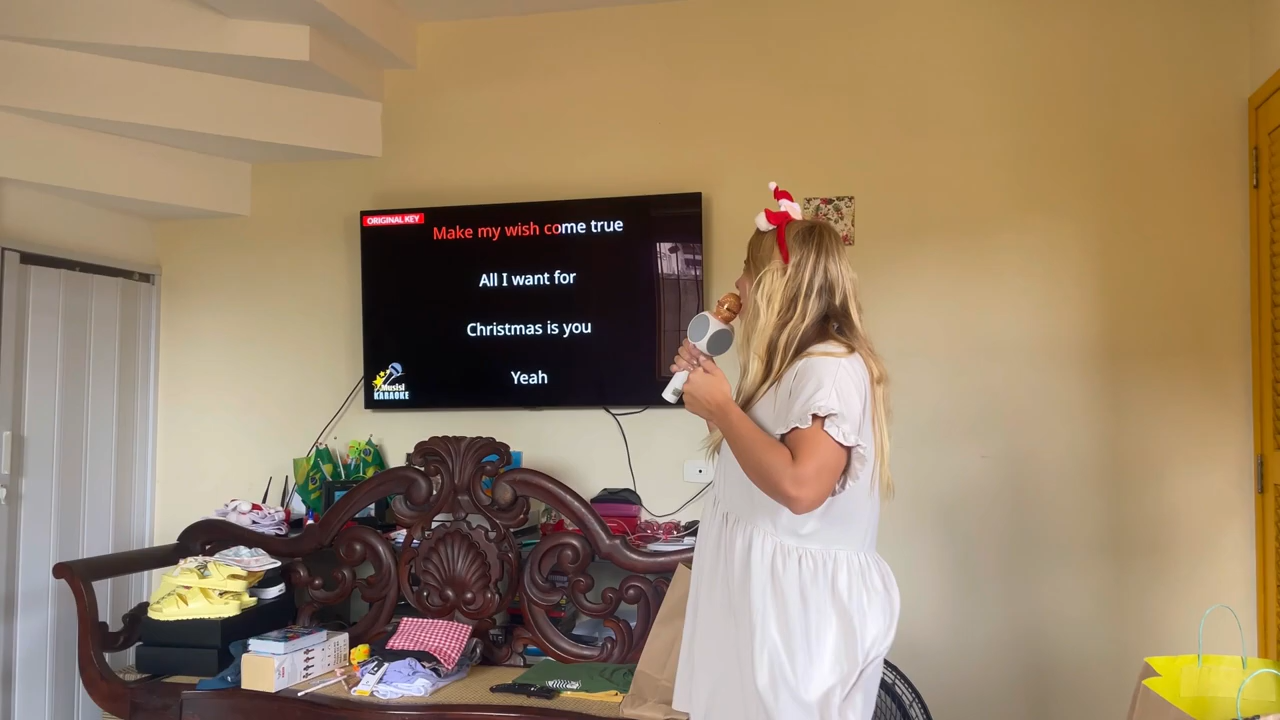 ORIGINAL KEY
Make my wish come true
All I want for
Christmas is you
Yeah
Musisi
KARAOKE